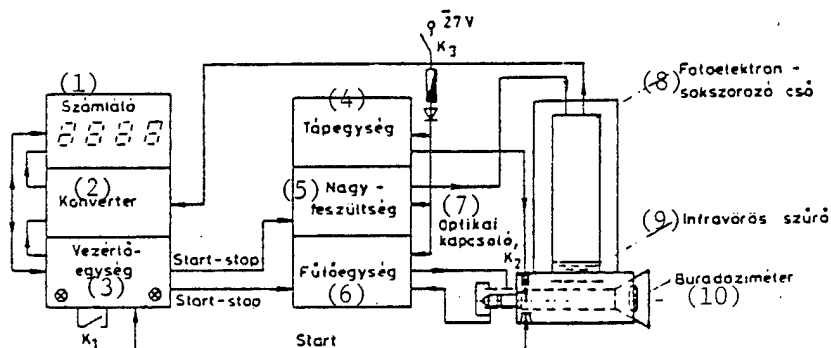 27V
K3
(1)
Számláló
8888
(2)
Konverter
Vezérlő-
egység
(3)
K1
Start-stop
Start-stop
(4)
Tápegység
(5) Nagy-
feszültség
Fűtőegység
(6)
(7)
Optikai
kapcsoló,
K2
(8) Fotoelektron-
sokszorozó cső
(9) Infravörös szűrő
Buradoziméter
(10)
Start